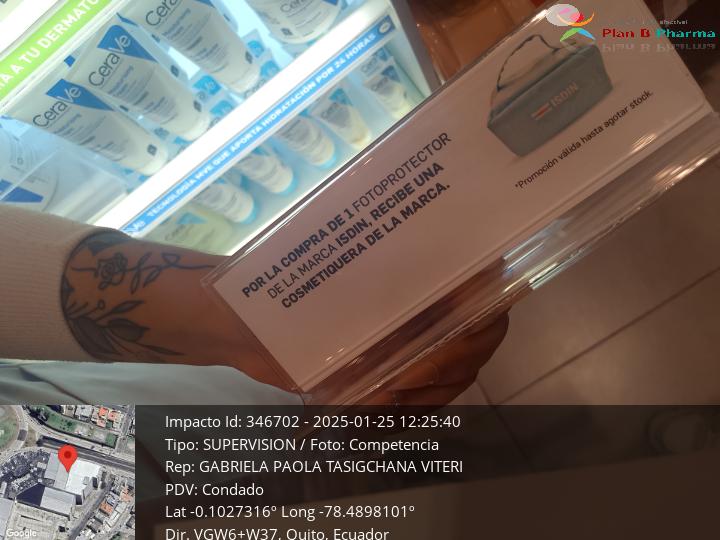 A TU DERMATO
CeraVe
CeraVe
CeraVe
TECNOLOGÍA MVE QUE APORTA HIDRATACIÓN POR 24 HORAS
Plan B Pharma
ISDIN
*Promoción válida hasta agotar stock.
POR LA COMPRA DE 1 FOTOPROTECTOR
DE LA MARCA ISDIN, RECIBE UNA
COSMETIQUERA DE LA MARCA.
Impacto Id: 346702 - 2025-01-25 12:25:40
Tipo: SUPERVISION / Foto: Competencia
Rep: GABRIELA PAOLA TASIGCHANA VITERI
PDV: Condado
Lat -0.1027316° Long -78.4898101°
Dir. VGW6+W37, Quito, Ecuador
Google